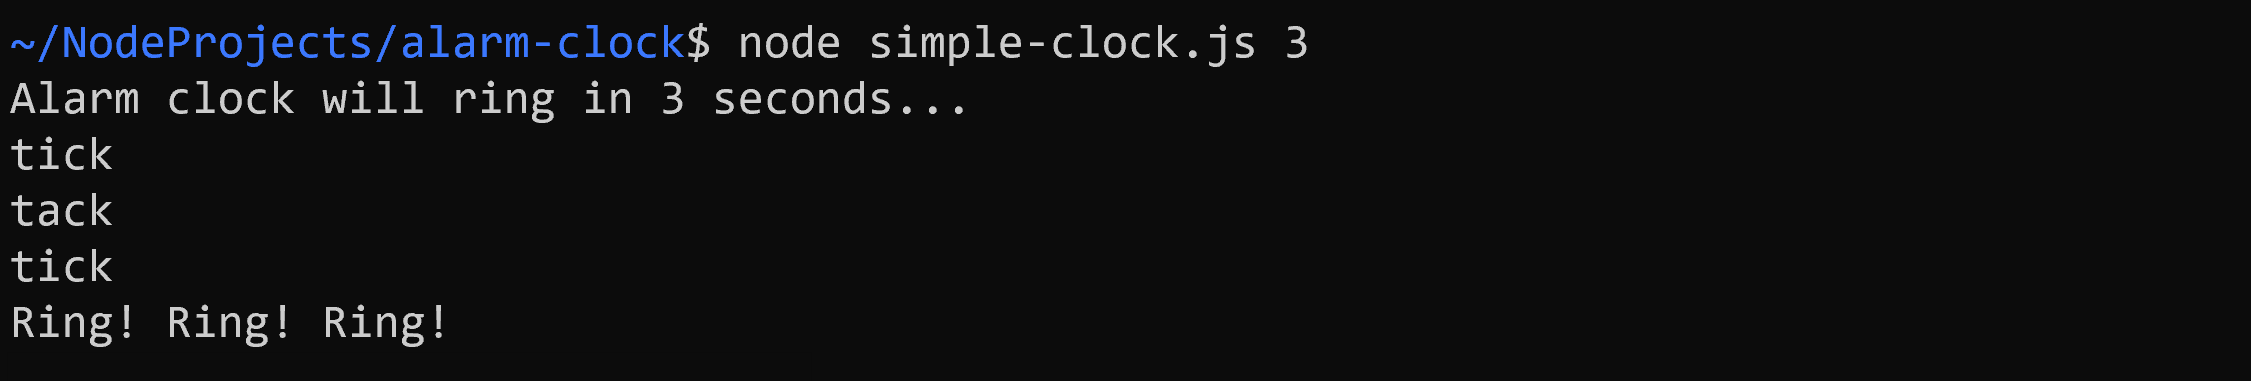 ~/NodeProjects/alarm-clock$ node simple-clock.js 3
Alarm clock will ring in 3 seconds...
tick
tack
tick
Ring! Ring! Ring!